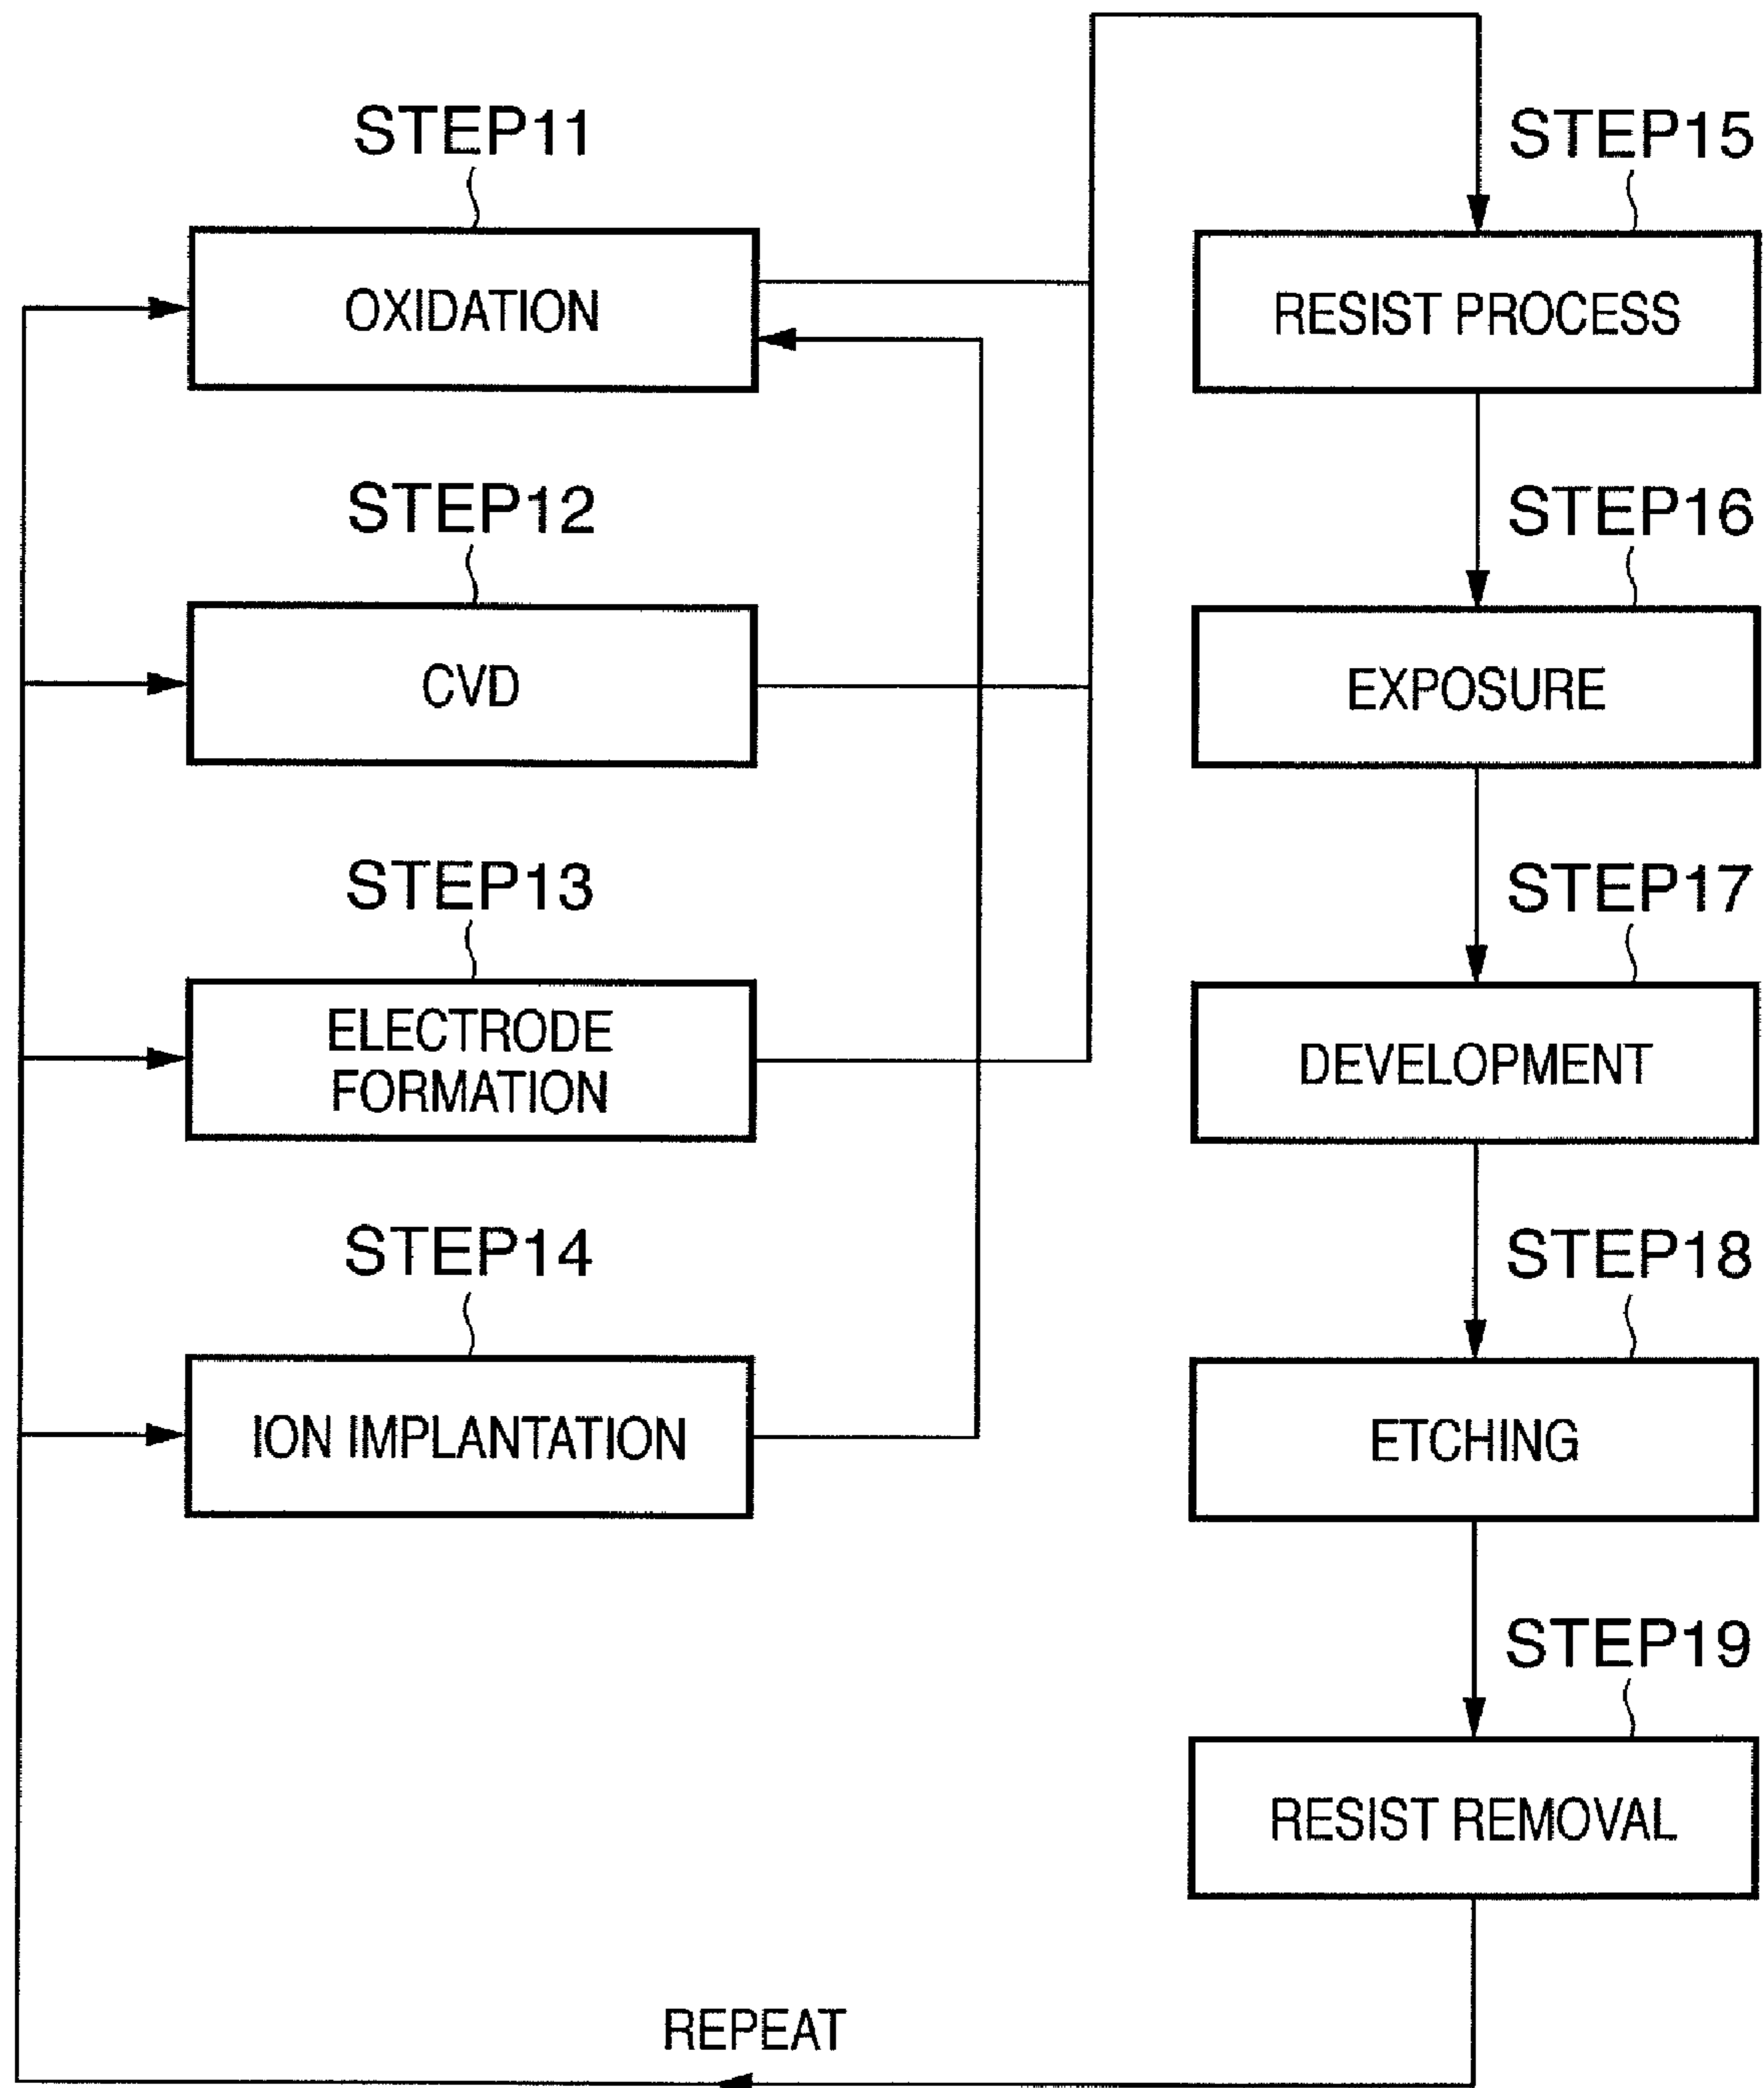 STEP11
OXIDATION
STEP12
CVD
STEP13
ELECTRODE
FORMATION
STEP14
ION IMPLANTATION
STEP15
RESIST PROCESS
STEP16
EXPOSURE
STEP17
DEVELOPMENT
STEP18
ETCHING
STEP19
RESIST REMOVAL
REPEAT